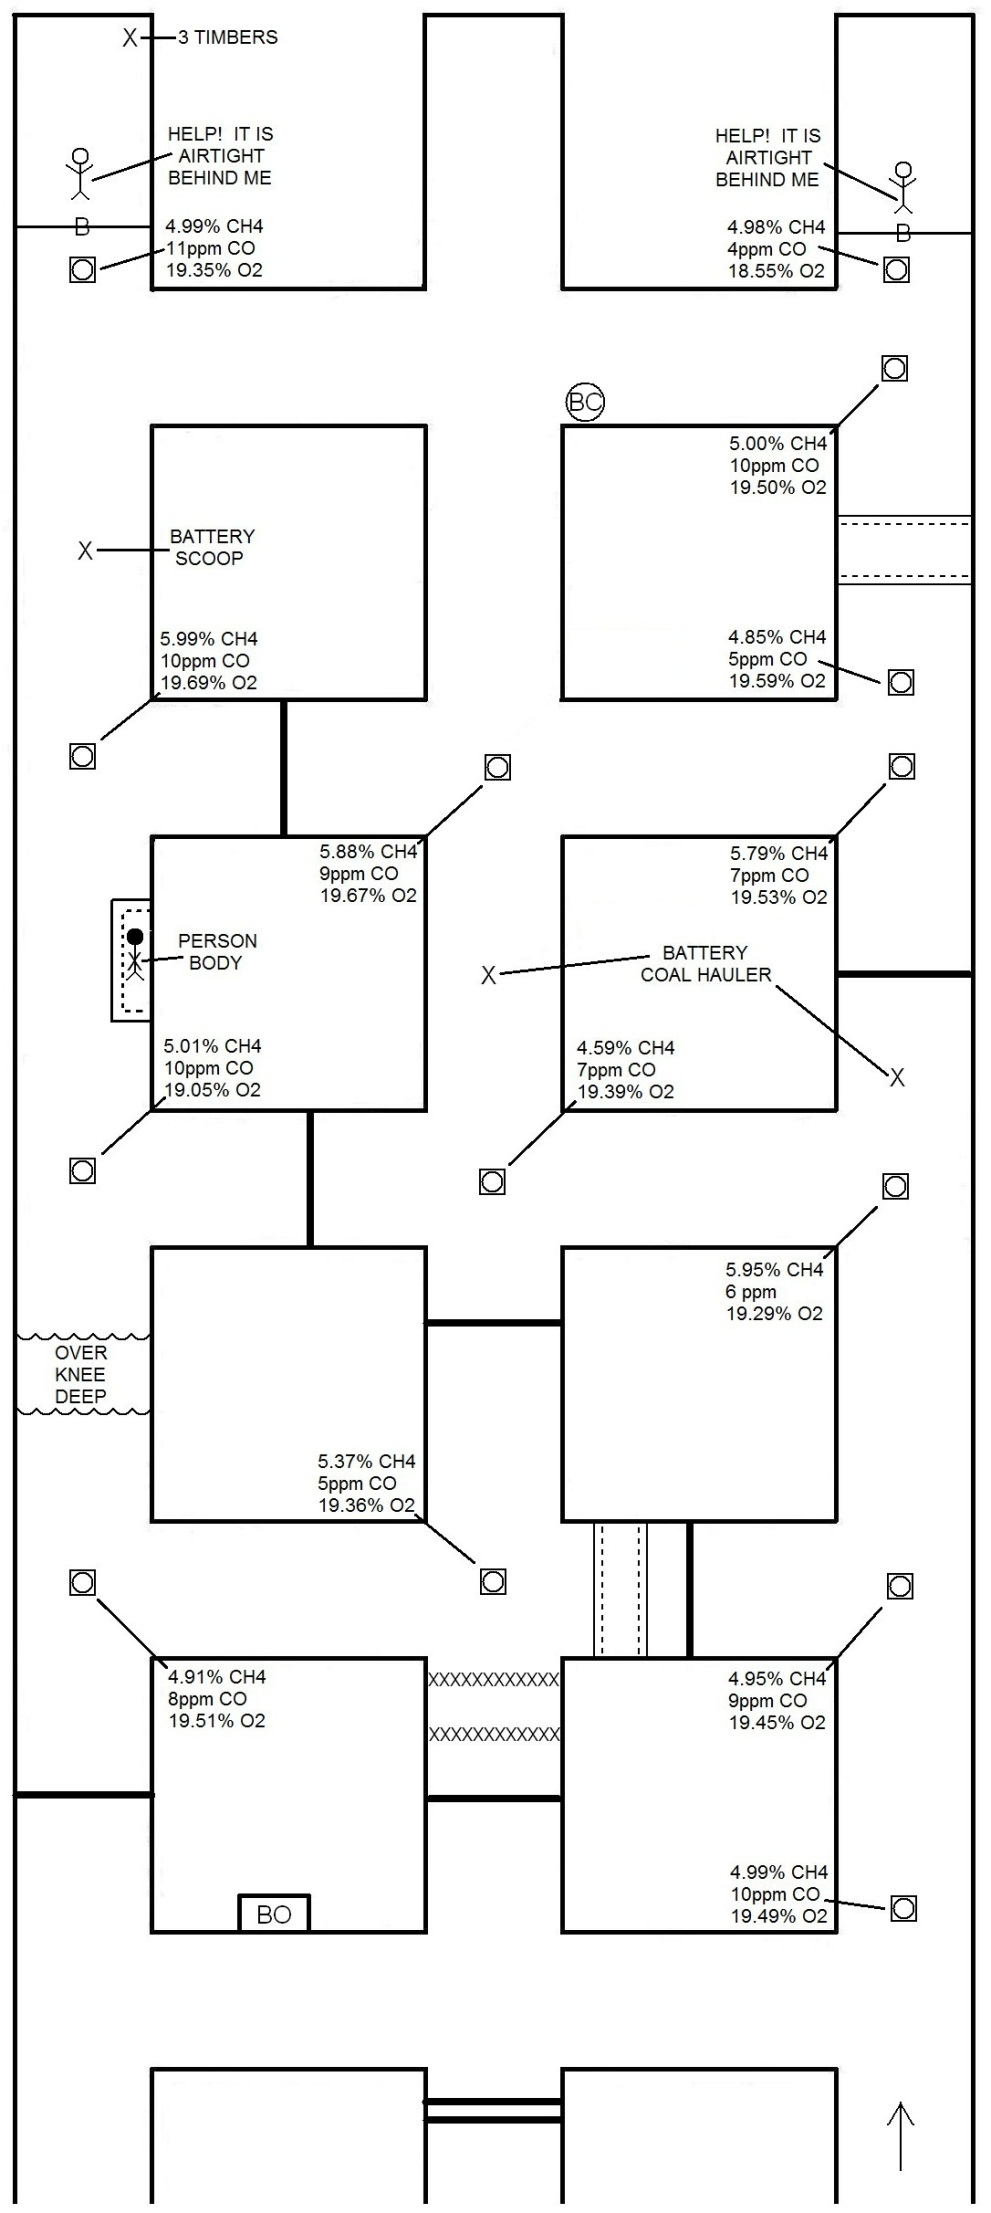 X
3 TIMBERS
HELP! IT IS
AIRTIGHT
BEHIND ME
HELP! IT IS
AIRTIGHT
BEHIND ME
B
4.99% CH4
11ppm CO
19.35% O2
4.98% CH4
4ppm CO
18.55% O2
B
BC
5.00% CH4
10ppm CO
19.50% O2
X
BATTERY
SCOOP
5.99% CH4
10ppm CO
19.69% O2
4.85% CH4
5ppm CO
19.59% O2
5.88% CH4
9ppm CO
19.67% O2
5.79% CH4
7ppm CO
19.53% O2
X
PERSON
BODY
X
BATTERY
COAL HAULER
X
5.01% CH4
10ppm CO
19.05% O2
4.59% CH4
7ppm CO
19.39% O2
5.95% CH4
6 ppm
19.29% O2
OVER
KNEE
DEEP
5.37% CH4
5ppm CO
19.36% O2
4.91% CH4
8ppm CO
19.51% O2
XXXXXXXXXXXX
XXXXXXXXXXXX
4.95% CH4
9ppm CO
19.45% O2
BO
4.99% CH4
10ppm CO
19.49% O2